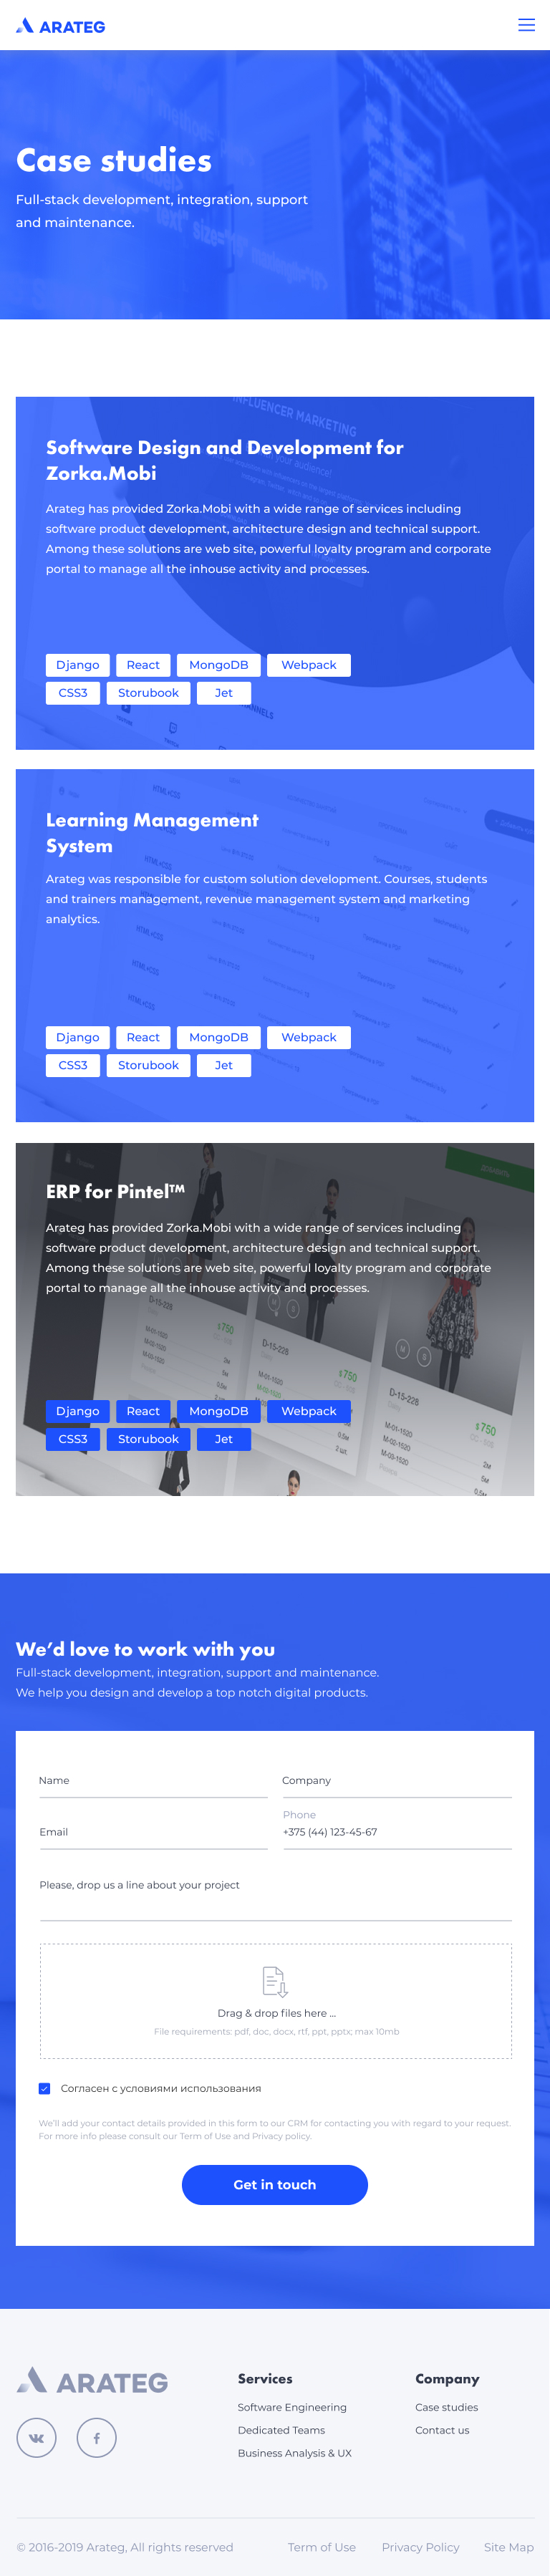 ARATEG
Case studies
Full-stack development, integration, support
and maintenance.
INFLUENCER MARKETING
Software Design and Development for
Zorka.Mobi
Arateg has provided Zorka.Mobi with a wide range of services including
software product development, architecture design and technical support.
Among these solutions are web site, powerful loyalty program and corporate
portal to manage all the inhouse activity and processes.
Django React MongoDB Webpack
CSS3 Storubook Jet
Learning Management
System
Arateg was responsible for custom solution development. Courses, students
and trainers management, revenue management system and marketing
analytics.
Django React MongoDB Webpack
CSS3 Storubook Jet
ДОБАВИТЬ
ERP for Pintel™
Arateg has provided Zorka.Mobi with a wide range of services including
software product development, architecture design and technical support.
Among these solutions are web site, powerful loyalty program and corporate
portal to manage all the inhouse activity and processes.
D-15-228
D-15-228
D-15-228
Django React MongoDB Webpack
CSS3 Storubook Jet
We’d love to work with you
Full-stack development, integration, support and maintenance.
We help you design and develop a top notch digital products.
Name Company
Phone
Email +375 (44) 123-45-67
Please, drop us a line about your project
Drag & drop files here ...
File requirements: pdf, doc, docx, rtf, ppt, pptx; max 10mb
Согласен с условиями использования
We’ll add your contact details provided in this form to our CRM for contacting you with regard to your request.
For more info please consult our Term of Use and Privacy policy.
Get in touch
ARATEG
Services Company
Software Engineering Case studies
Dedicated Teams Contact us
Business Analysis & UX
© 2016-2019 Arateg, All rights reserved Term of Use Privacy Policy Site Map